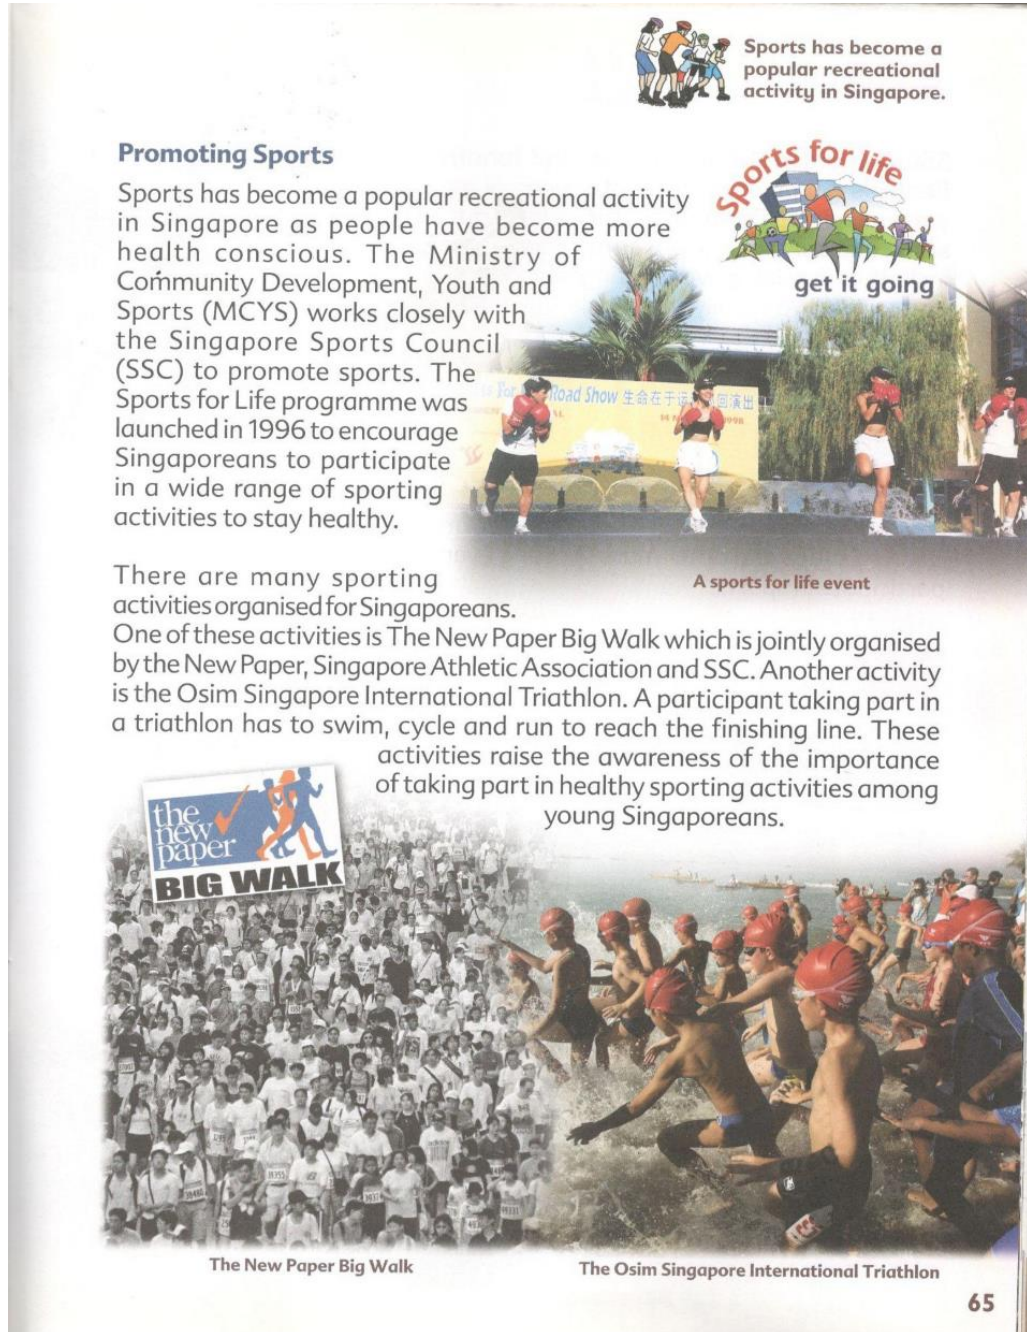 Sports has become a
popular recreational
activity in Singapore.
Promoting Sports
Sports for life
get it going
Sports has become a popular recreational activity
in Singapore as people have become more
health conscious. The Ministry of
Community Development, Youth and
Sports (MCYS) works closely with
the Singapore Sports Council
(SSC) to promote sports. The
Sports for Life programme was
launched in 1996 to encourage
Singaporeans to participate
in a wide range of sporting
activities to stay healthy.
Road Show 生命在于
回演出
A sports for life event
There are many sporting
activities organised for Singaporeans.
One of these activities is The New Paper Big Walk which is jointly organised
by the New Paper, Singapore Athletic Association and SSC. Another activity
is the Osim Singapore International Triathlon. A participant taking part in
a triathlon has to swim, cycle and run to reach the finishing line. These
activities raise the awareness of the importance
of taking part in healthy sporting activities among
young Singaporeans.
the
new
paper
BIG WALK
The New Paper Big Walk
The Osim Singapore International Triathlon
65